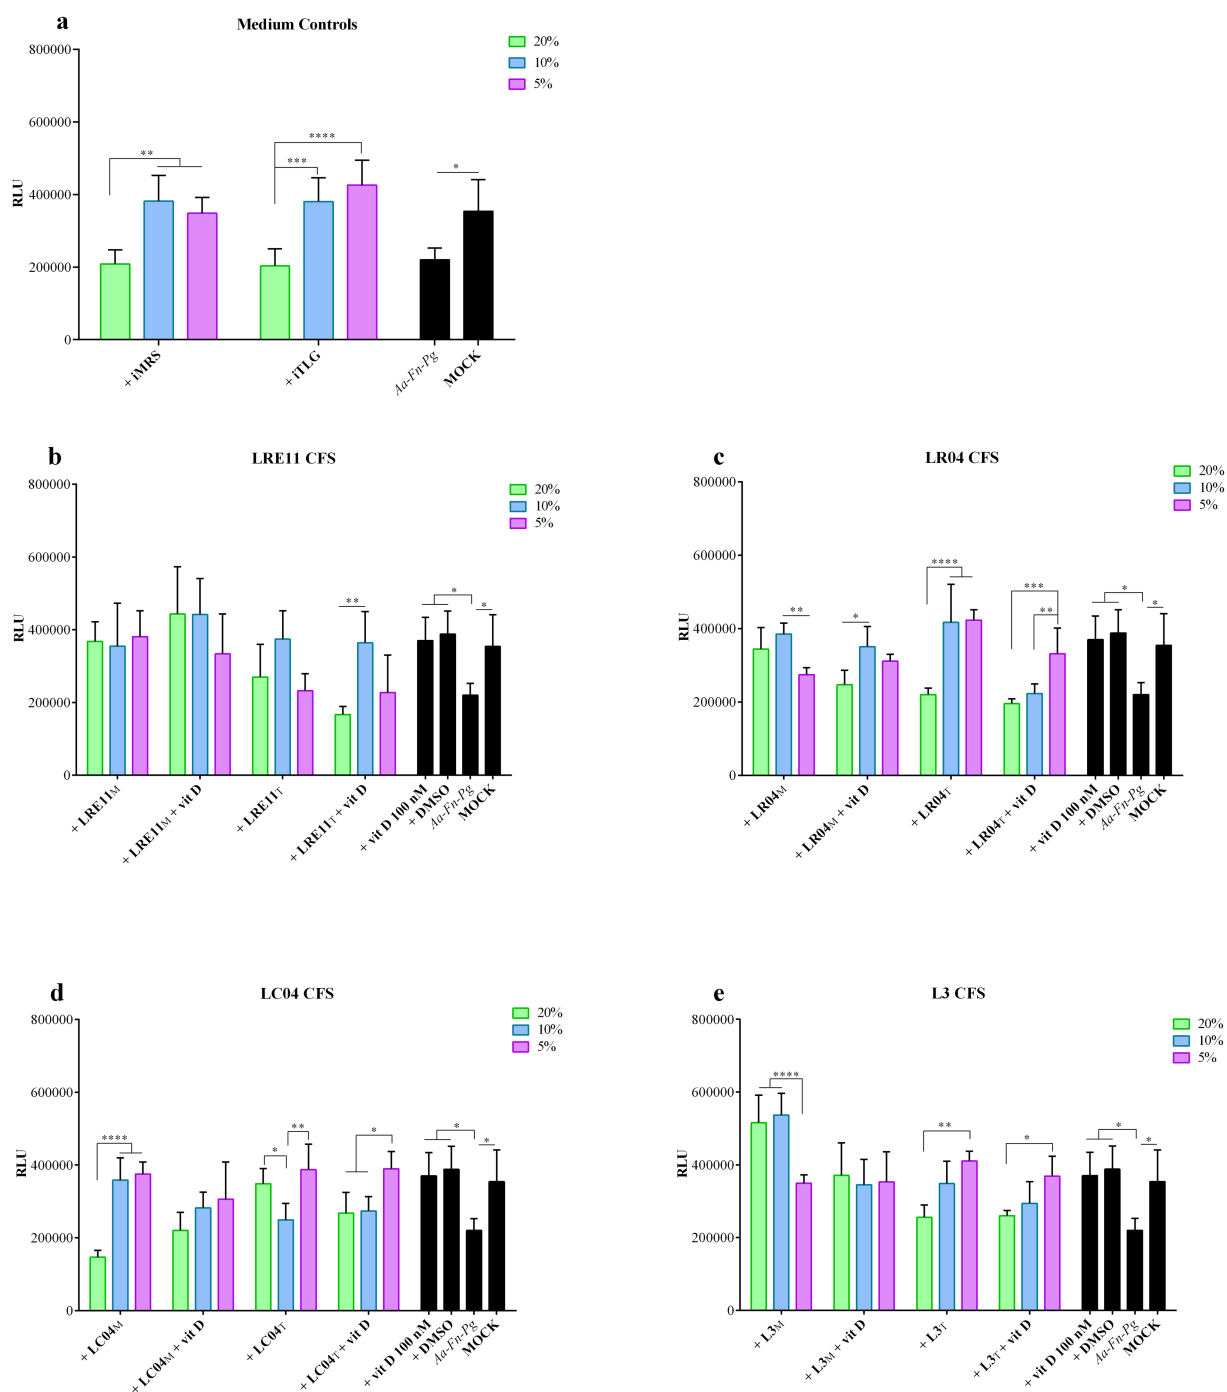 a
Medium Controls
20%
10%
5%
800000
600000
400000
200000
0
RLU
**
***
****
*
+ iMRS
+ iTLG
Aa-Fn-Pg
MOCK
b
LRE11 CFS
20%
10%
5%
800000
600000
400000
200000
0
RLU
**
*
*
+ LRE11M
+ LRE11M + vit D
+ LRE11T
+ LRE11T + vit D
+ vit D 100 nM
+ DMSO
Aa-Fn-Pg
MOCK
c
LR04 CFS
20%
10%
5%
800000
600000
400000
200000
0
RLU
**
*
****
***
**
*
*
+ LR04M
+ LR04M + vit D
+ LR04T
+ LR04T + vit D
+ vit D 100 nM
+ DMSO
Aa-Fn-Pg
MOCK
d
LC04 CFS
20%
10%
5%
800000
600000
400000
200000
0
RLU
****
*
**
*
*
*
+ LC04M
+ LC04M + vit D
+ LC04T
+ LC04T + vit D
+ vit D 100 nM
+ DMSO
Aa-Fn-Pg
MOCK
e
L3 CFS
20%
10%
5%
800000
600000
400000
200000
0
RLU
****
**
*
*
*
+ L3M
+ L3M + vit D
+ L3T
+ L3T + vit D
+ vit D 100 nM
+ DMSO
Aa-Fn-Pg
MOCK